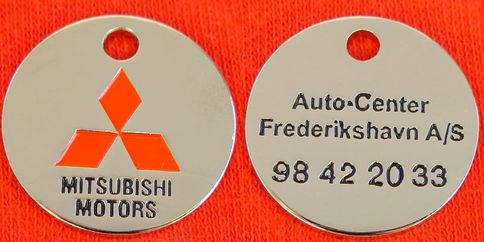 MITSUBISHI
MOTORS
Auto-Center
Frederikshavn A/S
98 42 20 33